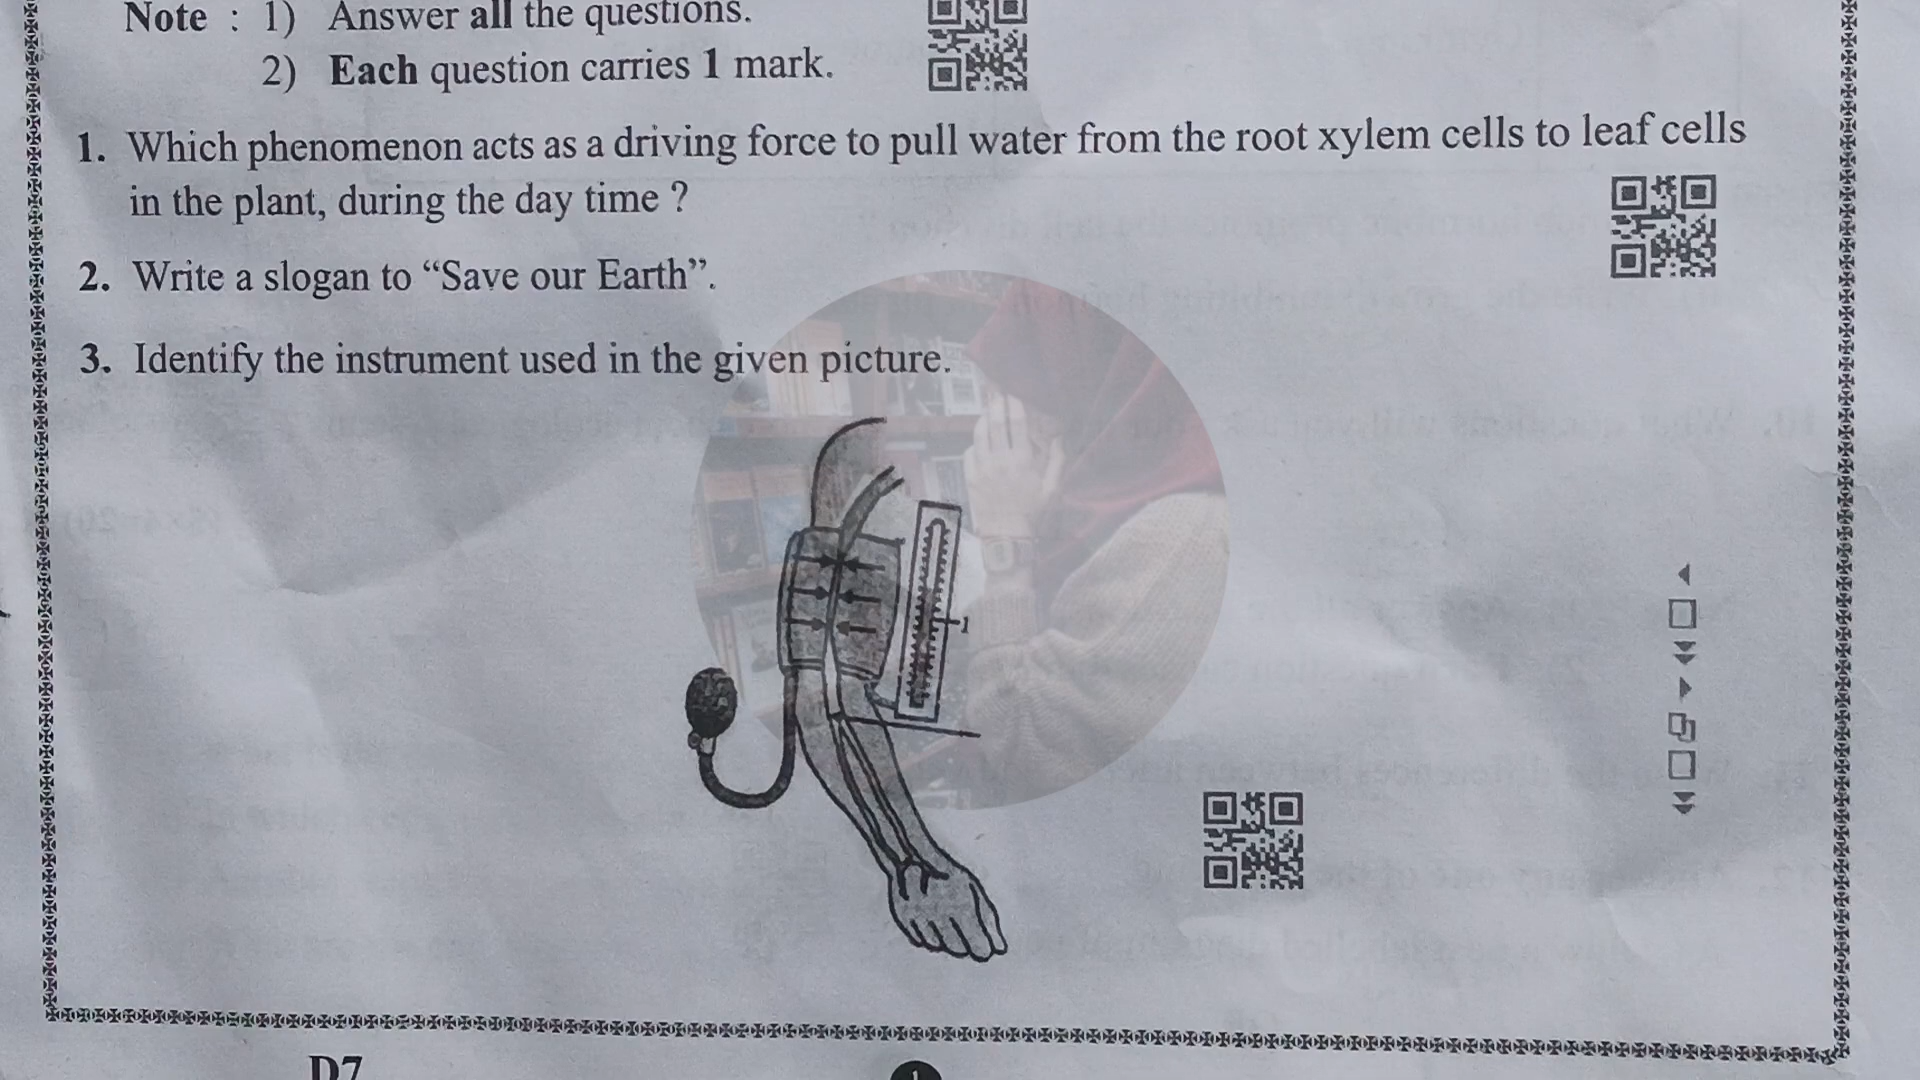 Note : 1) Answer all the questions.
2) Each question carries 1 mark.
1. Which phenomenon acts as a driving force to pull water from the root xylem cells to leaf cells
in the plant, during the day time ?
2. Write a slogan to “Save our Earth”.
3. Identify the instrument used in the given picture.
1
D7
1